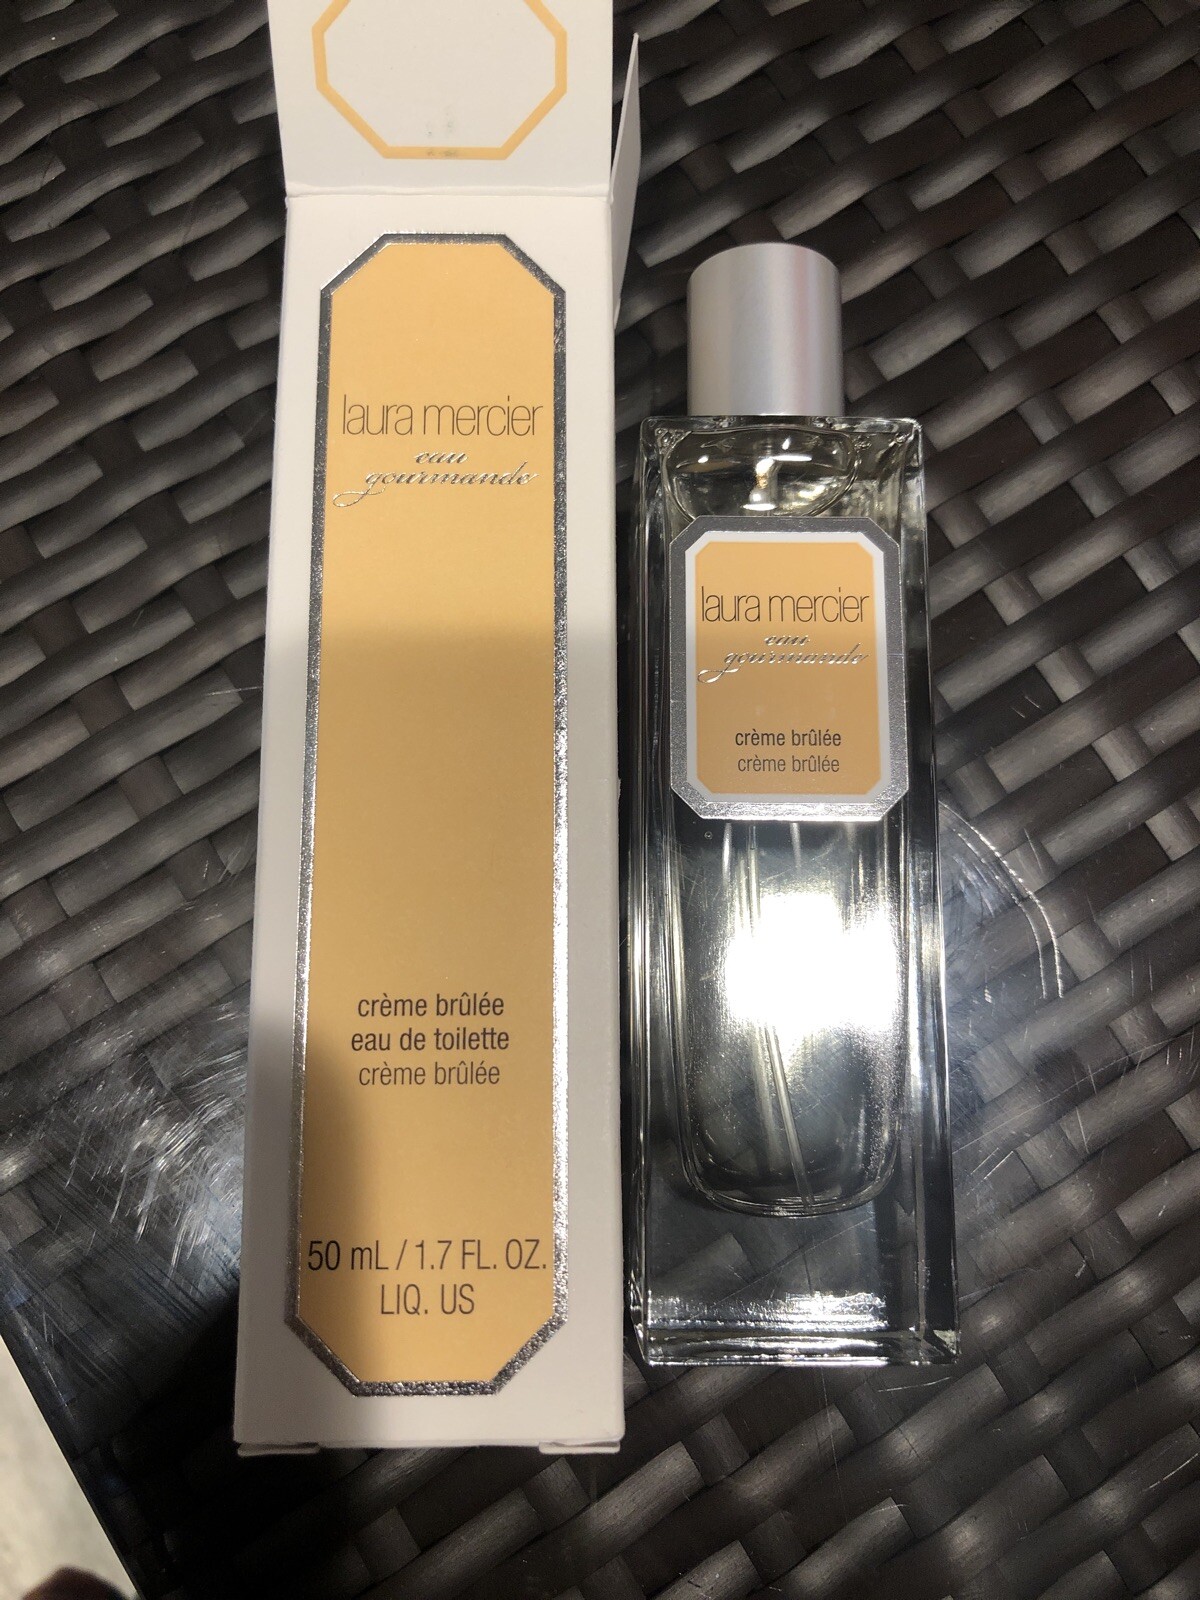 laura mercier
eau
gourmande
crème brûlée
eau de toilette
crème brûlée
50 mL / 1.7 FL. OZ.
LIQ. US
laura mercier
eau
gourmande
crème brûlée
crème brûlée